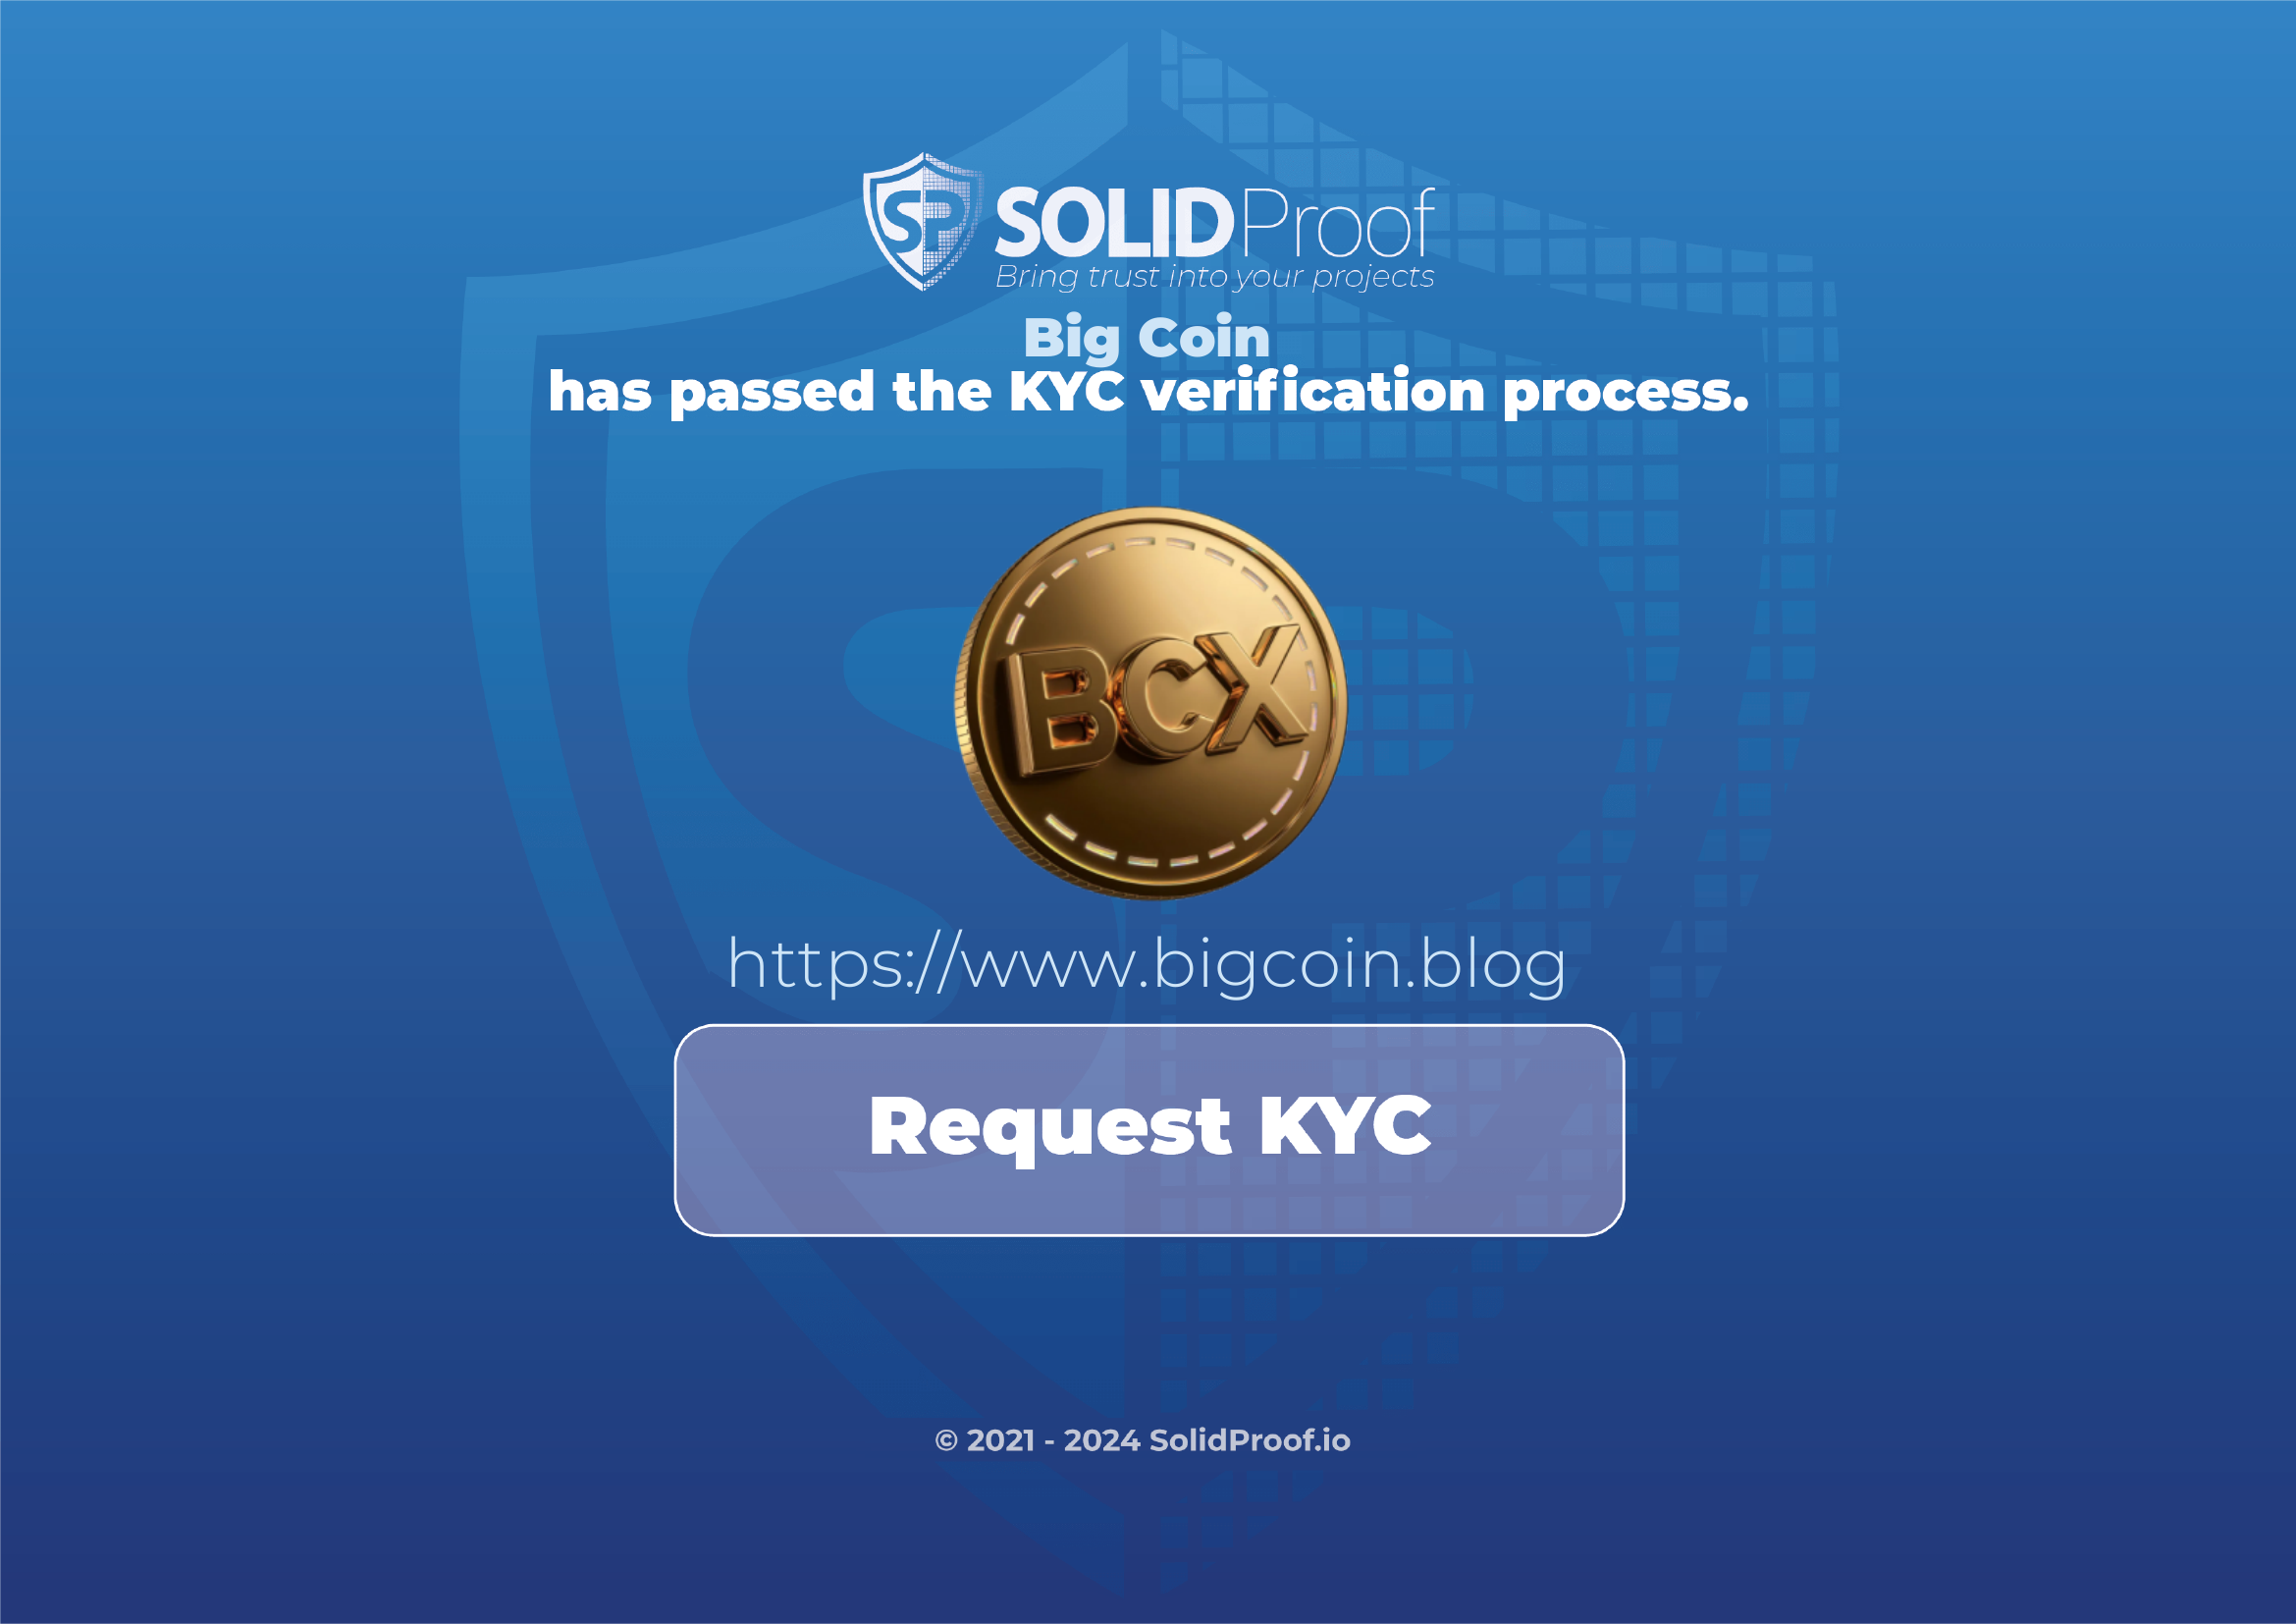 SP
SOLIDProof
Bring trust into your projects
Big Coin
has passed the KYC verification process.
BCX
https://www.bigcoin.blog
Request KYC
© 2021 - 2024 SolidProof.io